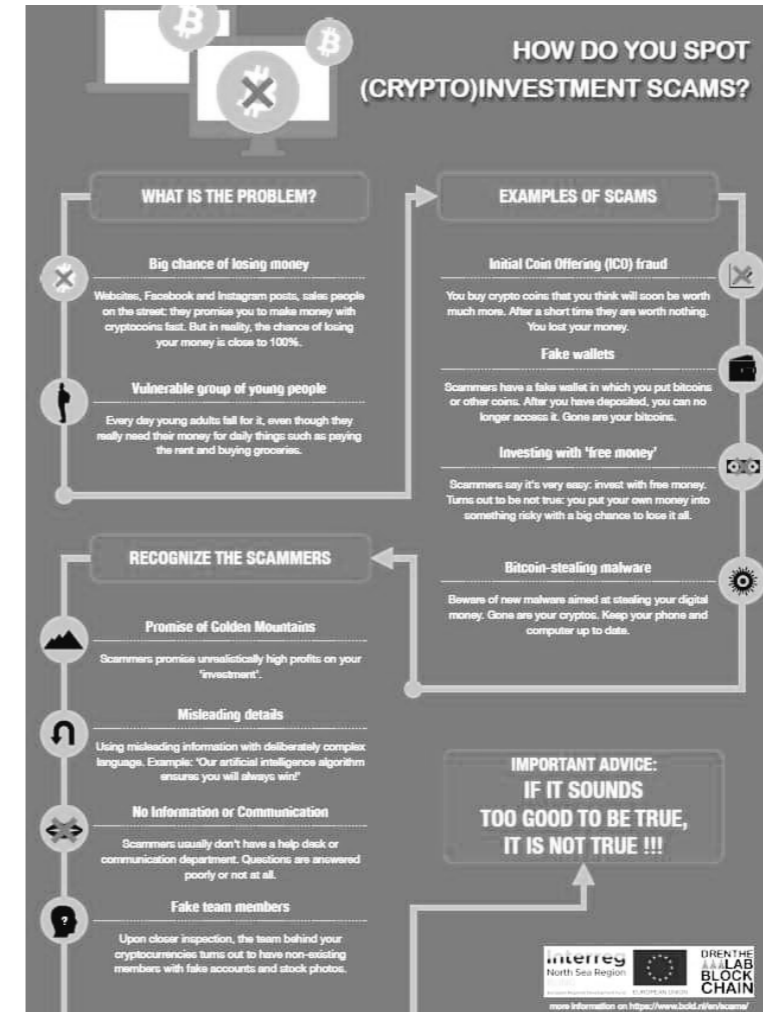 HOW DO YOU SPOT
(CRYPTO)INVESTMENT SCAMS?
WHAT IS THE PROBLEM?
Big chance of losing money
Websites, Facebook and Instagram posts, sales people
on the street: they promise you to make money with
cryptocoins fast. But in reality, the chance of losing
your money is close to 100%.
Vulnerable group of young people
Every day young adults fall for it, even though they
really need their money for daily things such as paying
the rent and buying groceries.
EXAMPLES OF SCAMS
Initial Coin Offering (ICO) fraud
You buy crypto coins that you think will soon be worth
much more. After a short time they are worth nothing.
You lost your money.
Fake wallets
Scammers have a fake wallet in which you put bitcoins
or other coins. After you have deposited, you can no
longer access it. Gone are your bitcoins.
Investing with 'free money'
Scammers say it's very easy: invest with free money.
Turns out to be not true: you put your own money into
something risky with a big chance to lose it all.
Bitcoin-stealing malware
Beware of new malware aimed at stealing your digital
money. Gone are your cryptos. Keep your phone and
computer up to date.
RECOGNIZE THE SCAMMERS
Promise of Golden Mountains
Scammers promise unrealistically high profits on your
'investment'.
Misleading details
Using misleading information with deliberately complex
language. Example: "Our artificial intelligence algorithm
ensures you will always win!"
No Information or Communication
Scammers usually don't have a help desk or
communication department. Questions are answered
poorly or not at all.
Fake team members
Upon closer inspection, the team behind your
cryptocurrencies turns out to have non-existing
members with fake accounts and stock photos.
IMPORTANT ADVICE:
IF IT SOUNDS
TOO GOOD TO BE TRUE,
IT IS NOT TRUE !!!
Interreg
North Sea Region
EUROPEAN UNION
DRENTHE
LAB
BLOCK
CHAIN
more information on https://www.bcld.nl/en/scams/